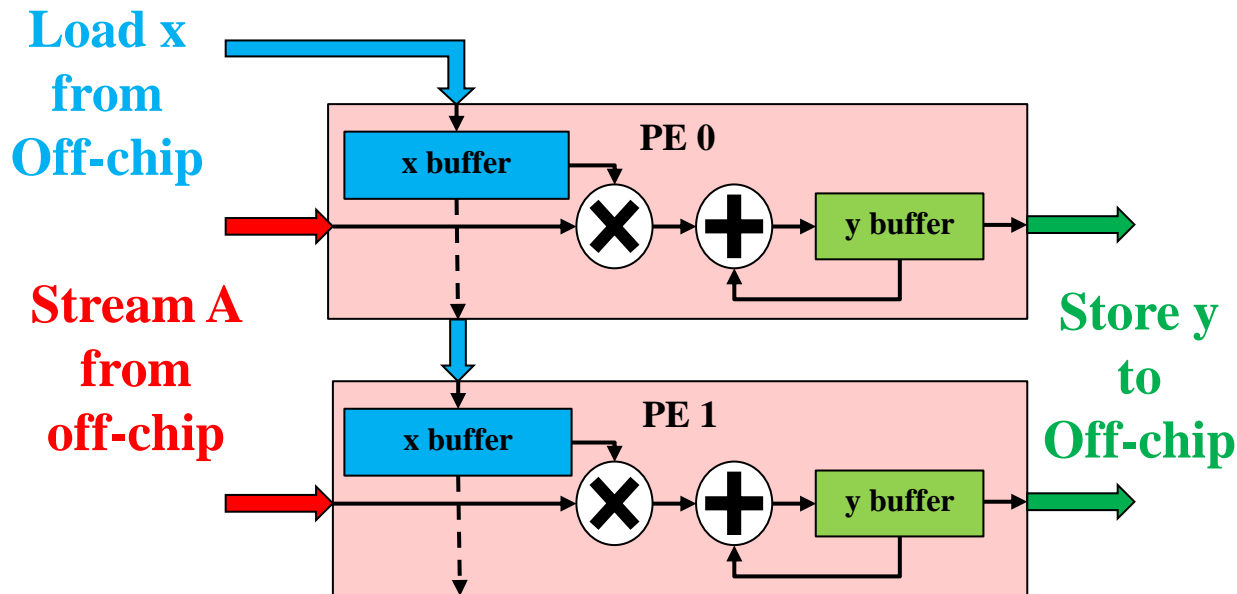 Load x
from
Off-chip
PE 0
x buffer
y buffer
Stream A
from
off-chip
Store y
to
Off-chip
PE 1
x buffer
y buffer